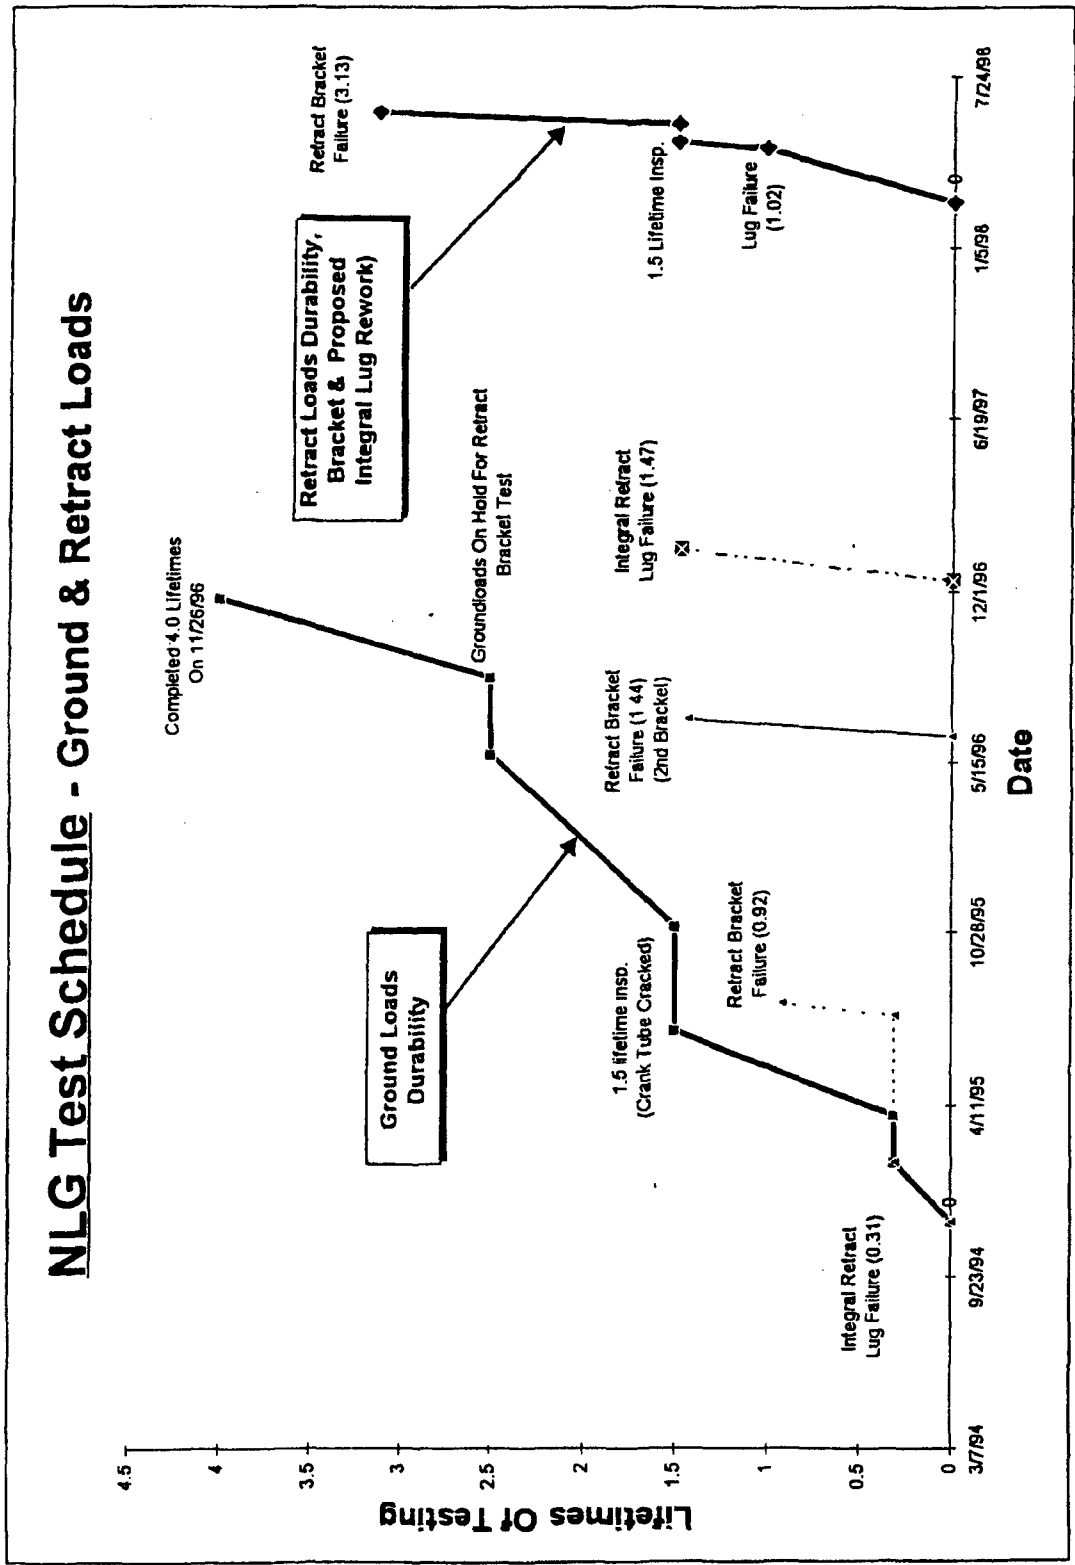 NLG Test Schedule - Ground & Retract Loads
Completed 4.0 Lifetimes
On 11/26/96
Retract Bracket
Failure (3.13)
Retract Loads Durability,
Bracket & Proposed
Integral Lug Rework)
Ground Loads
Durability
Groundloads On Hold For Retract
Bracket Test
1.5 lifetime insp.
(Crank Tube Cracked)
Retract Bracket
Failure (1.44)
(2nd Bracket)
Integral Retract
Lug Failure (1.47)
1.5 Lifetime Insp.
Lug Failure
(1.02)
Retract Bracket
Failure (0.92)
Integral Retract
Lug Failure (0.31)
0
0
Lifetimes Of Testing
4.5
4
3.5
3
2.5
2
1.5
1
0.5
0
3/7/94
9/23/94
4/11/95
10/28/95
5/15/96
12/1/96
6/19/97
1/5/98
7/24/98
Date